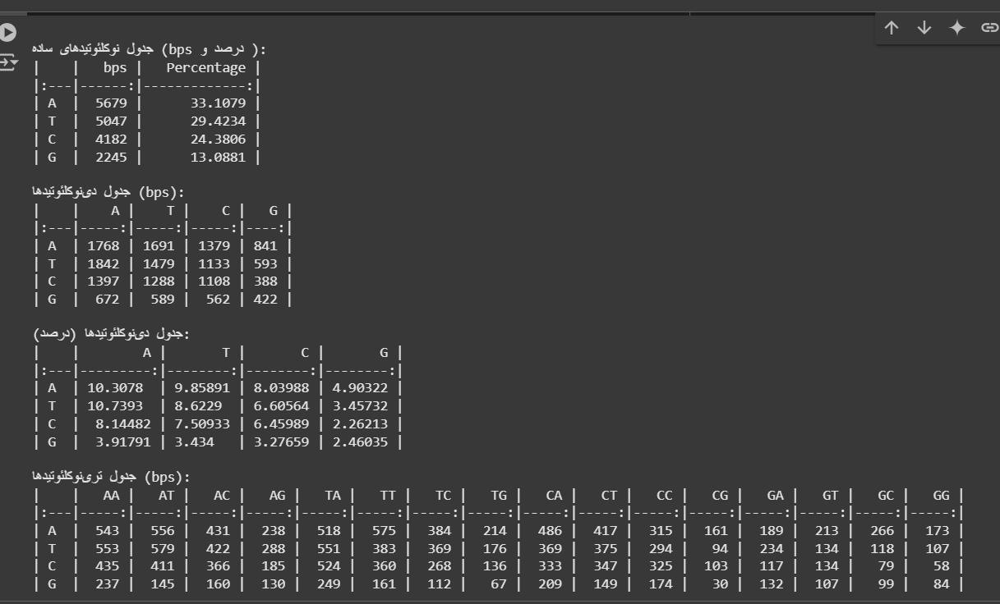 جدول نوکلئوتیدهای ساده (bps و درصد ):
|    |   bps |   Percentage |
|:---|------:|-------------:|
| A  |  5679 |      33.1079 |
| T  |  5047 |      29.4234 |
| C  |  4182 |      24.3806 |
| G  |  2245 |      13.0881 |
جدول دی‌نوکلئوتیدها (bps):
|    |    A |    T |    C |   G |
|:---|-----:|-----:|-----:|----:|
| A  | 1768 | 1691 | 1379 | 841 |
| T  | 1842 | 1479 | 1133 | 593 |
| C  | 1397 | 1288 | 1108 | 388 |
| G  |  672 |  589 |  562 | 422 |
جدول دی‌نوکلئوتیدها (درصد):
|    |        A |       T |       C |       G |
|:---|---------:|--------:|--------:|--------:|
| A  | 10.3078  | 9.85891 | 8.03988 | 4.90322 |
| T  | 10.7393  | 8.6229  | 6.60564 | 3.45732 |
| C  |  8.14482 | 7.50933 | 6.45989 | 2.26213 |
| G  |  3.91791 | 3.434   | 3.27659 | 2.46035 |
جدول تری‌نوکلئوتیدها (bps):
|    |   AA |   AT |   AC |   AG |   TA |   TT |   TC |   TG |   CA |   CT |   CC |   CG |   GA |   GT |   GC |   GG |
|:---|-----:|-----:|-----:|-----:|-----:|-----:|-----:|-----:|-----:|-----:|-----:|-----:|-----:|-----:|-----:|-----:|
| A  |  543 |  556 |  431 |  238 |  518 |  575 |  384 |  214 |  486 |  417 |  315 |  161 |  189 |  213 |  266 |  173 |
| T  |  553 |  579 |  422 |  288 |  551 |  383 |  369 |  176 |  369 |  375 |  294 |   94 |  234 |  134 |  118 |  107 |
| C  |  435 |  411 |  366 |  185 |  524 |  360 |  268 |  136 |  333 |  347 |  325 |  103 |  117 |  134 |   79 |   58 |
| G  |  237 |  145 |  160 |  130 |  249 |  161 |  112 |   67 |  209 |  149 |  174 |   30 |  132 |  107 |   99 |   84 |